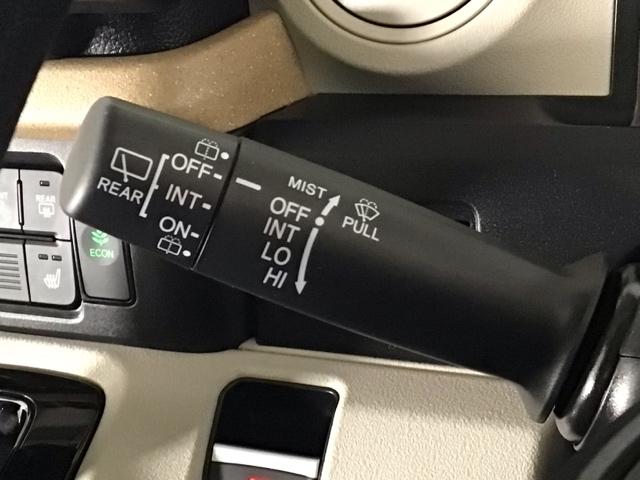 REAR
OFF
INT
ON
MIST
OFF
INT
LO
HI
PULL
REAR
ECON